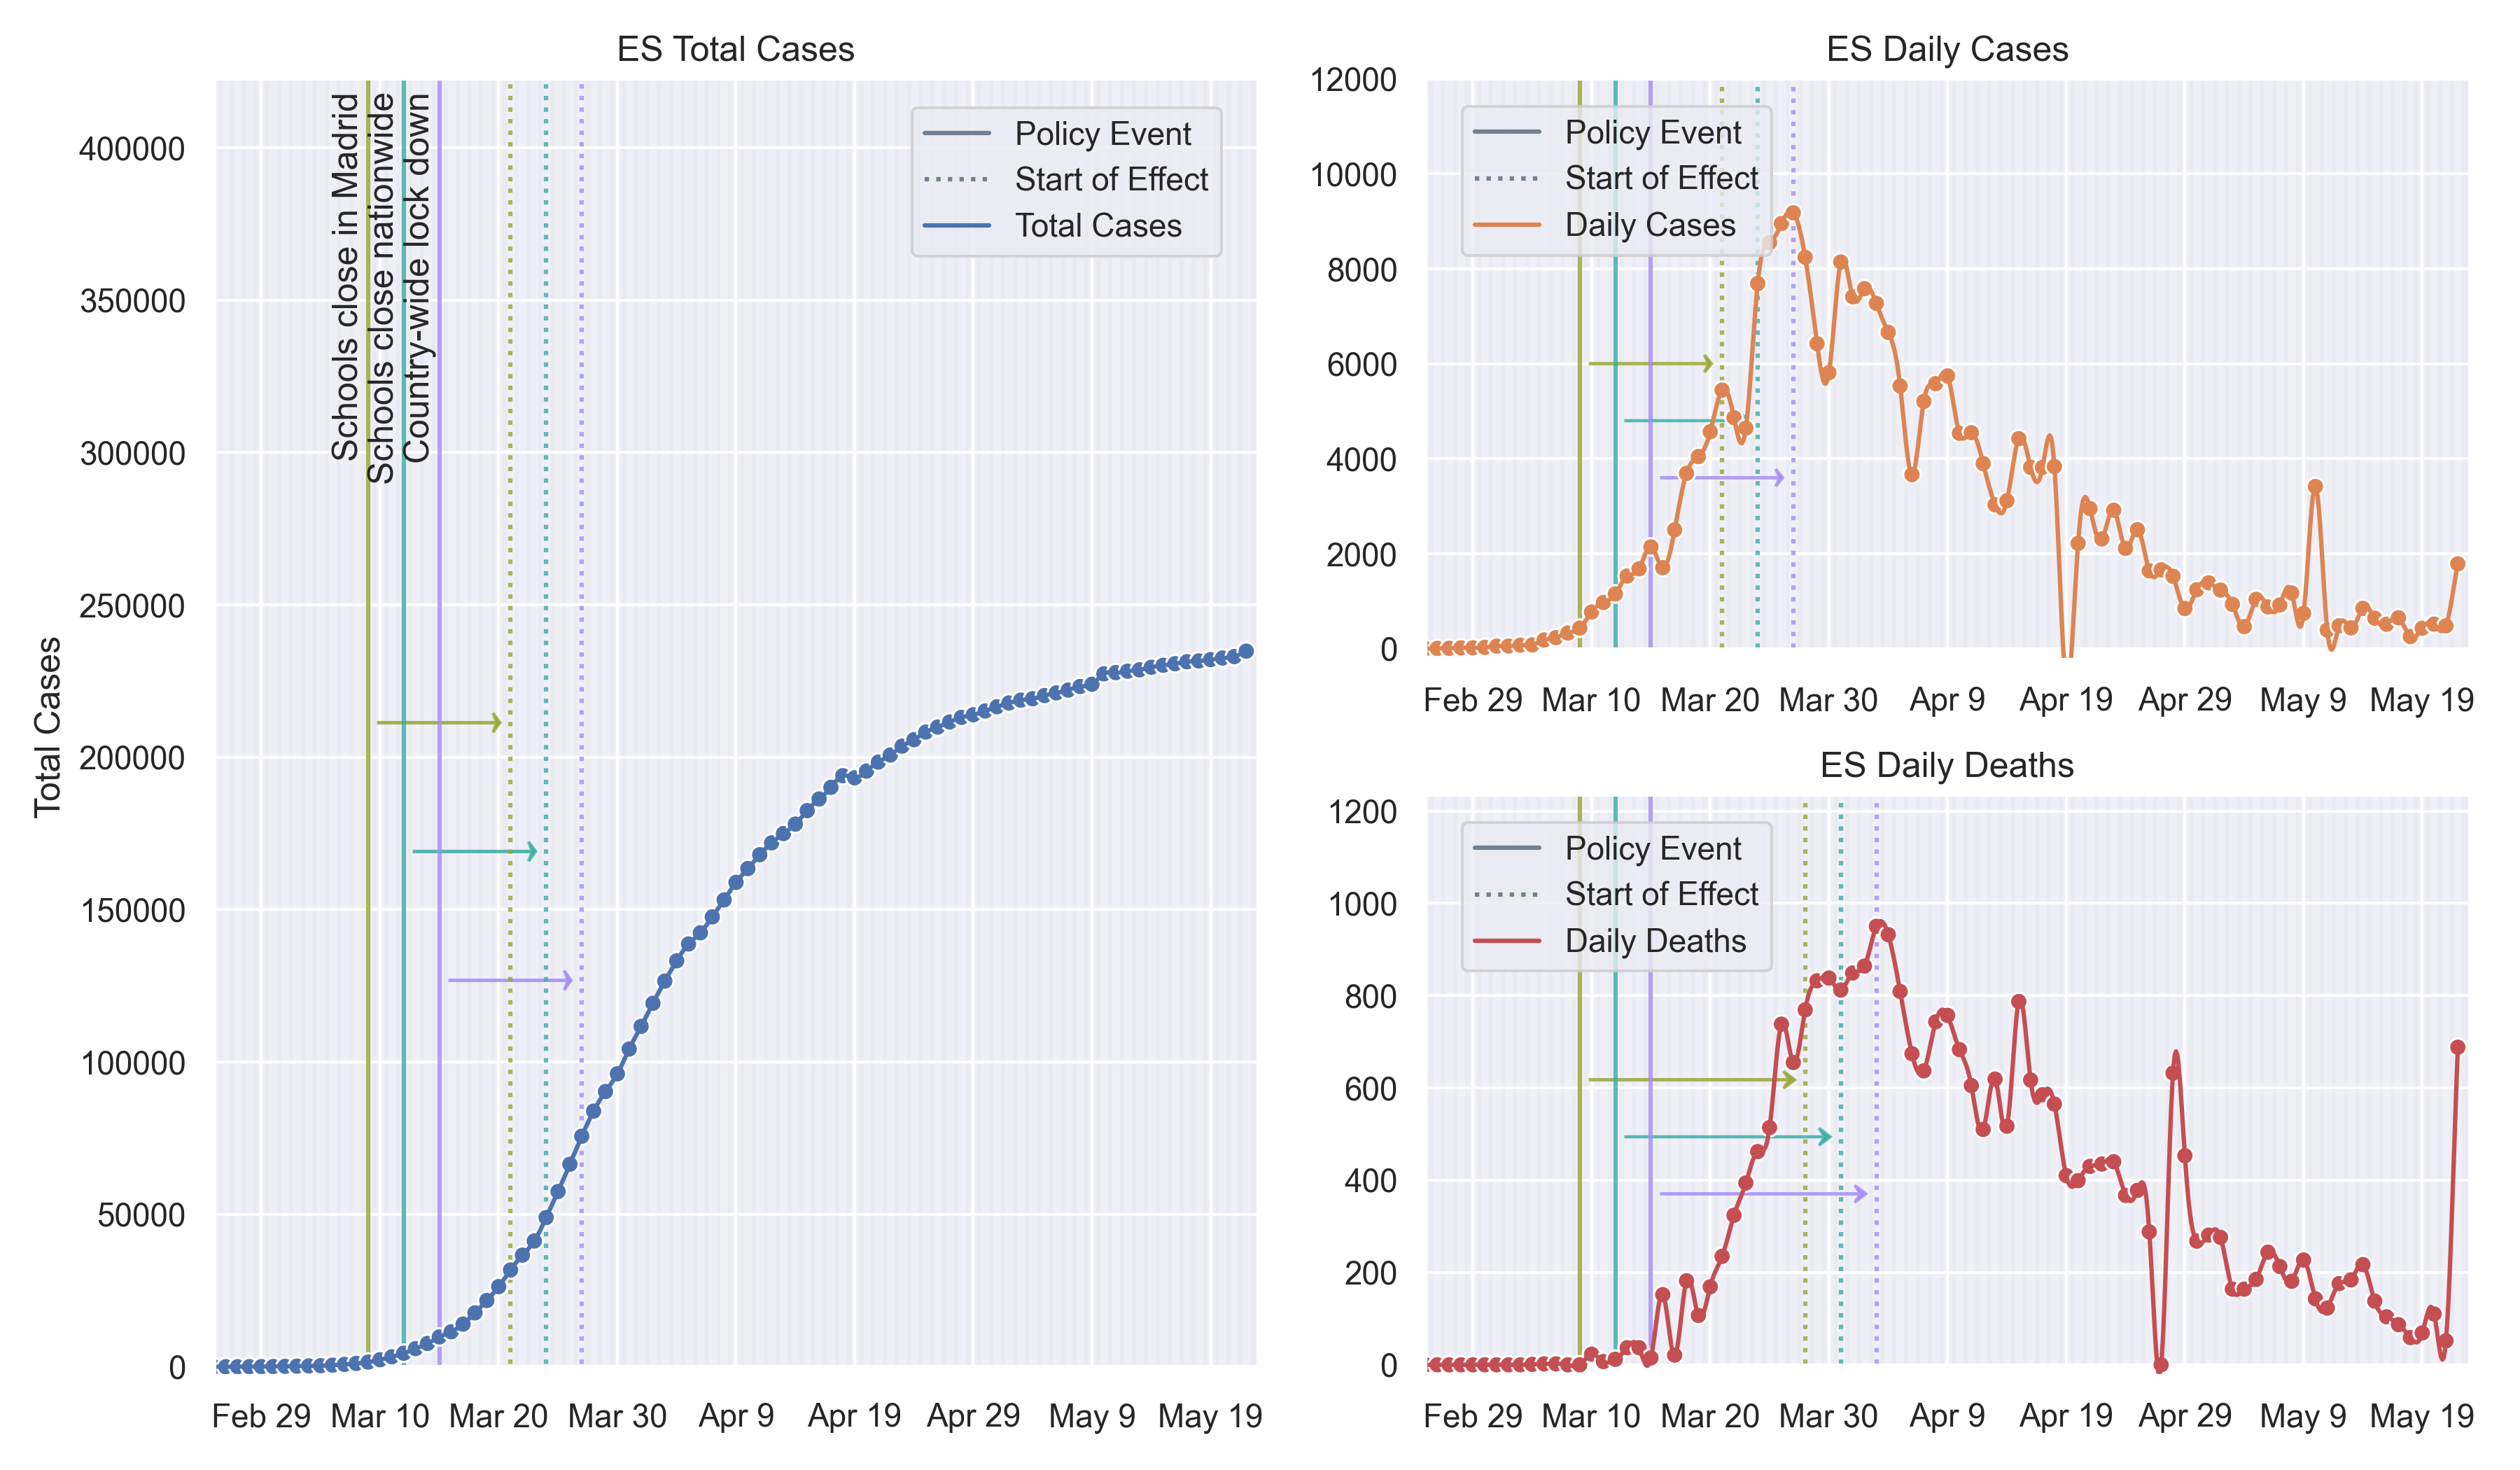 ES Total Cases
Schools close in Madrid
Schools close nationwide
Country-wide lock down
Policy Event
Start of Effect
Total Cases
Total Cases
400000
350000
300000
250000
200000
150000
100000
50000
0
Feb 29 Mar 10 Mar 20 Mar 30 Apr 9 Apr 19 Apr 29 May 9 May 19
ES Daily Cases
Policy Event
Start of Effect
Daily Cases
12000
10000
8000
6000
4000
2000
0
Feb 29 Mar 10 Mar 20 Mar 30 Apr 9 Apr 19 Apr 29 May 9 May 19
ES Daily Deaths
Policy Event
Start of Effect
Daily Deaths
1200
1000
800
600
400
200
0
Feb 29 Mar 10 Mar 20 Mar 30 Apr 9 Apr 19 Apr 29 May 9 May 19